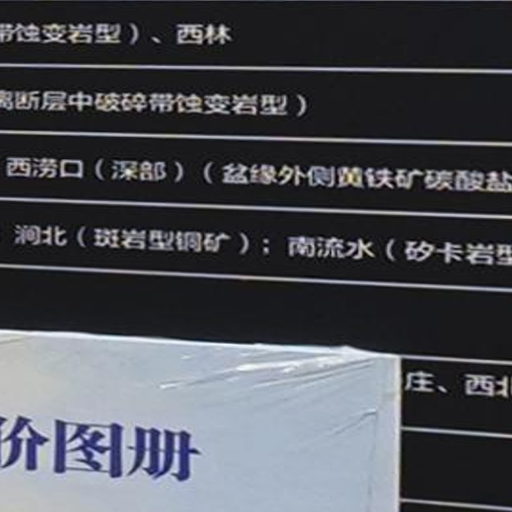 带蚀变岩型）、西林
离断层中破碎带蚀变岩型）
西涝口（深部）（盆缘外侧黄铁矿碳酸盐
涧北（斑岩型铜矿）；南流水（矽卡岩型
庄、西北
价图册